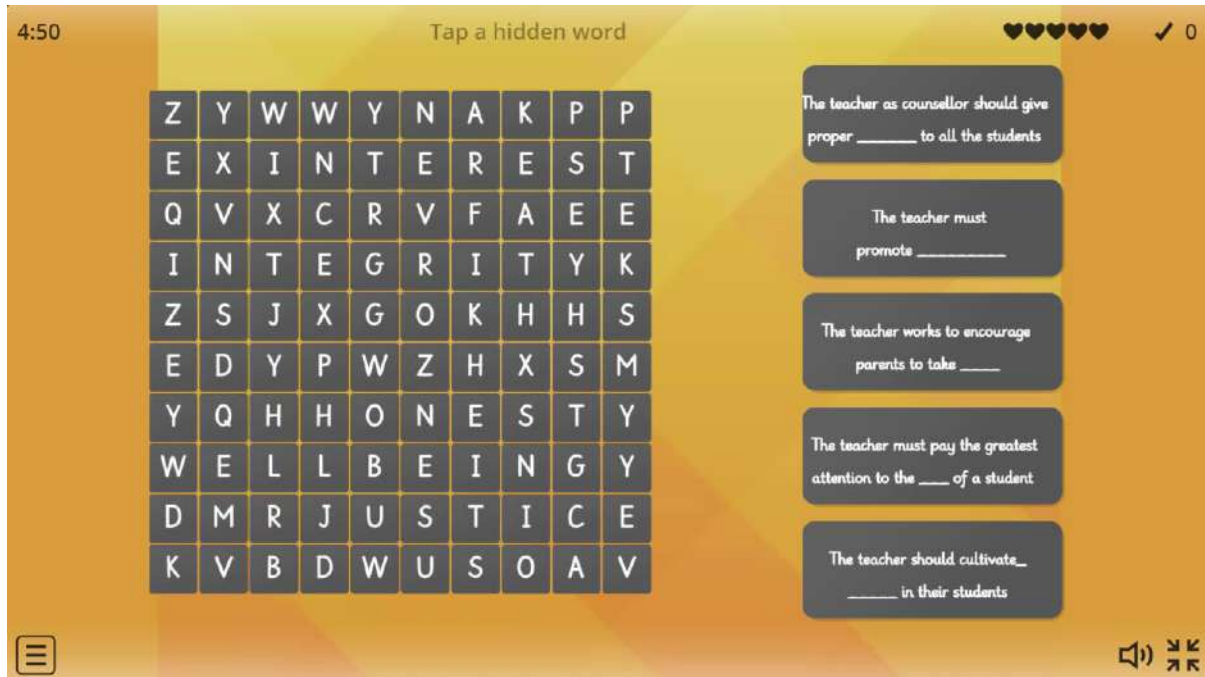 4:50 Tap a hidden word ✓ 0
Z Y W W Y N A K P P
E X I N T E R E S T
Q V X C R V F A E E
I N T E G R I T Y K
Z S J X G O K H H S
E D Y P W Z H X S M
Y Q H H O N E S T Y
W E L L B E I N G Y
D M R J U S T I C E
K V B D W U S O A V
The teacher as counsellor should give
proper _______ to all the students
The teacher must
promote _________
The teacher works to encourage
parents to take ____
The teacher must pay the greatest
attention to the ___ of a student
The teacher should cultivate_
_____ in their students